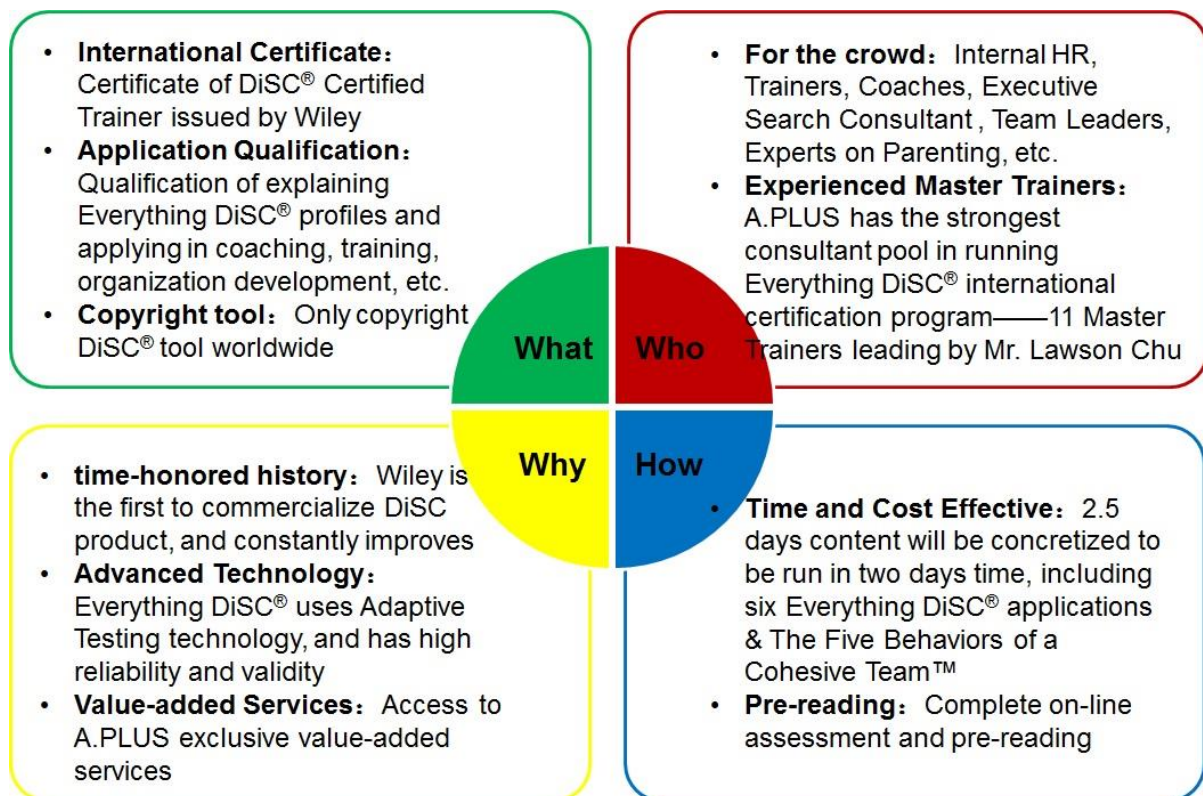 • International Certificate：
Certificate of DiSC® Certified
Trainer issued by Wiley
• Application Qualification：
Qualification of explaining
Everything DiSC® profiles and
applying in coaching, training,
organization development, etc.
• Copyright tool：Only copyright
DiSC® tool worldwide
What
• For the crowd：Internal HR,
Trainers, Coaches, Executive
Search Consultant , Team Leaders,
Experts on Parenting, etc.
• Experienced Master Trainers：
A.PLUS has the strongest
consultant pool in running
Everything DiSC® international
certification program——11 Master
Trainers leading by Mr. Lawson Chu
Who
• time-honored history：Wiley is
the first to commercialize DiSC
product, and constantly improves
• Advanced Technology：
Everything DiSC® uses Adaptive
Testing technology, and has high
reliability and validity
• Value-added Services：Access to
A.PLUS exclusive value-added
services
Why
How
• Time and Cost Effective：2.5
days content will be concretized to
be run in two days time, including
six Everything DiSC® applications
& The Five Behaviors of a
Cohesive Team™
• Pre-reading：Complete on-line
assessment and pre-reading